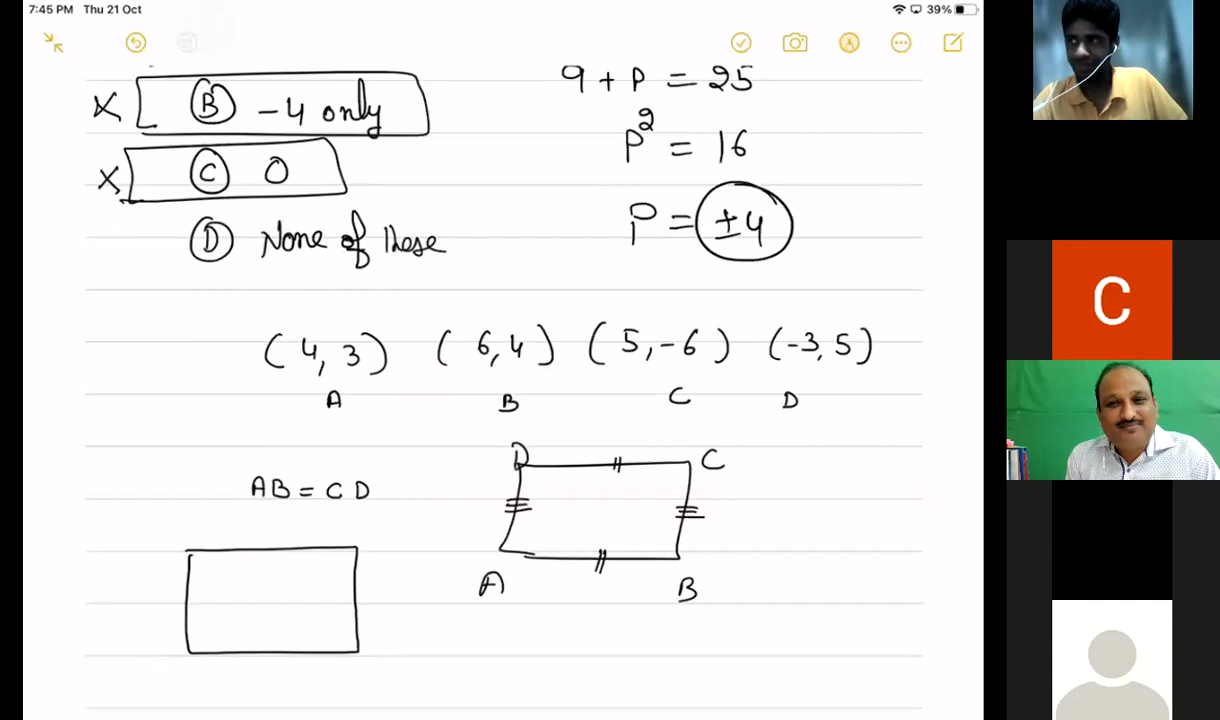 7:45 PM Thu 21 Oct
39%
X B -4 only
9 + p = 25
p² = 16
X C 0
P = ±4
D None of these
( 4, 3 ) ( 6, 4 ) ( 5, -6 ) (-3, 5 )
A B C D
D C
AB = CD
A B
C